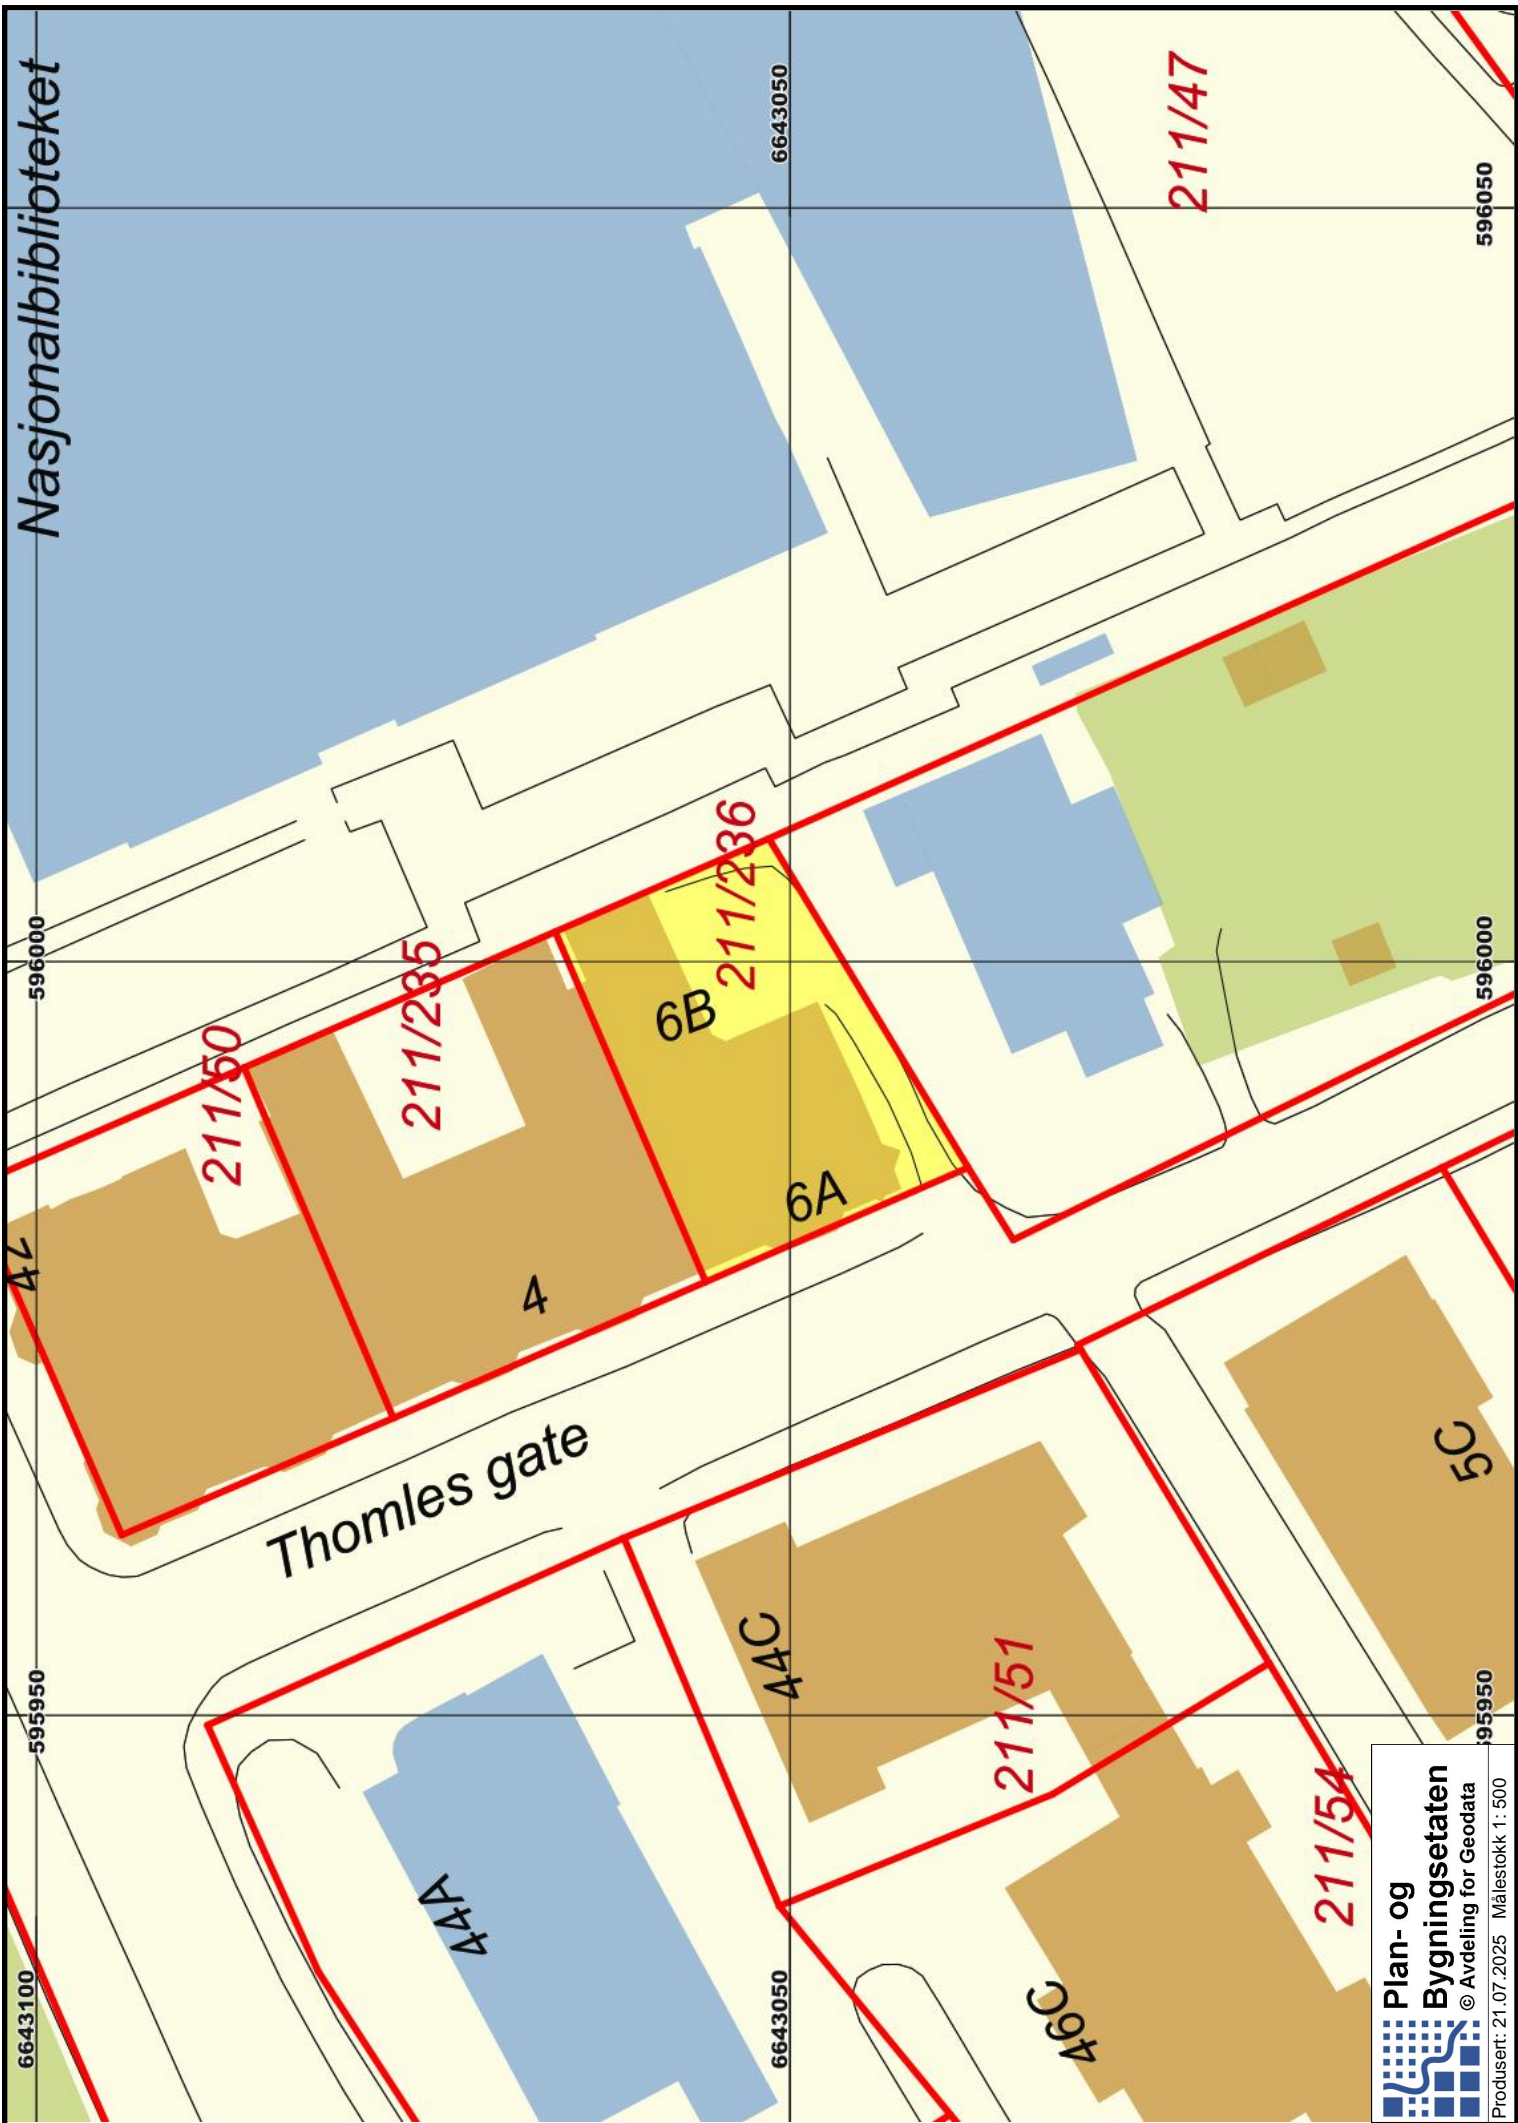 Nasjonalbiblioteket
6643050
211/47
596050
211/236
596000
211/235
6B
596000
211/50
6A
42
4
Thomles gate
5C
44C
211/51
595950
595950
211/54
44A
46C
6643100
6643050
Plan- og
Bygningsetaten
© Avdeling for Geodata
Produsert: 21.07.2025 Målestokk 1: 500